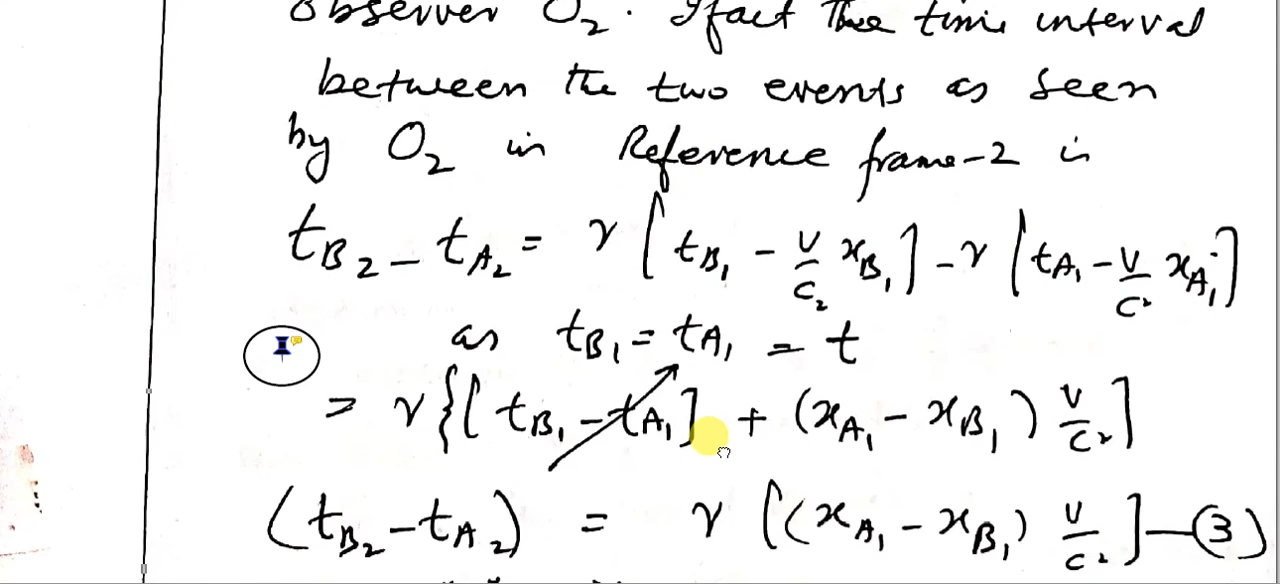 observer O₂. Ifact the time interval
between the two events as seen
by O₂ in Reference frame-2 is
t_B₂ - t_A₂ = γ [t_B₁ - v/c₂ x_B₁] - γ [t_A₁ - v/c² x_A₁]
as t_B₁ = t_A₁ = t
= γ{[t_B₁ - t_A₁] + (x_A₁ - x_B₁) v/c²]
(t_B₂ - t_A₂) = γ [(x_A₁ - x_B₁) v/c²] — (3)